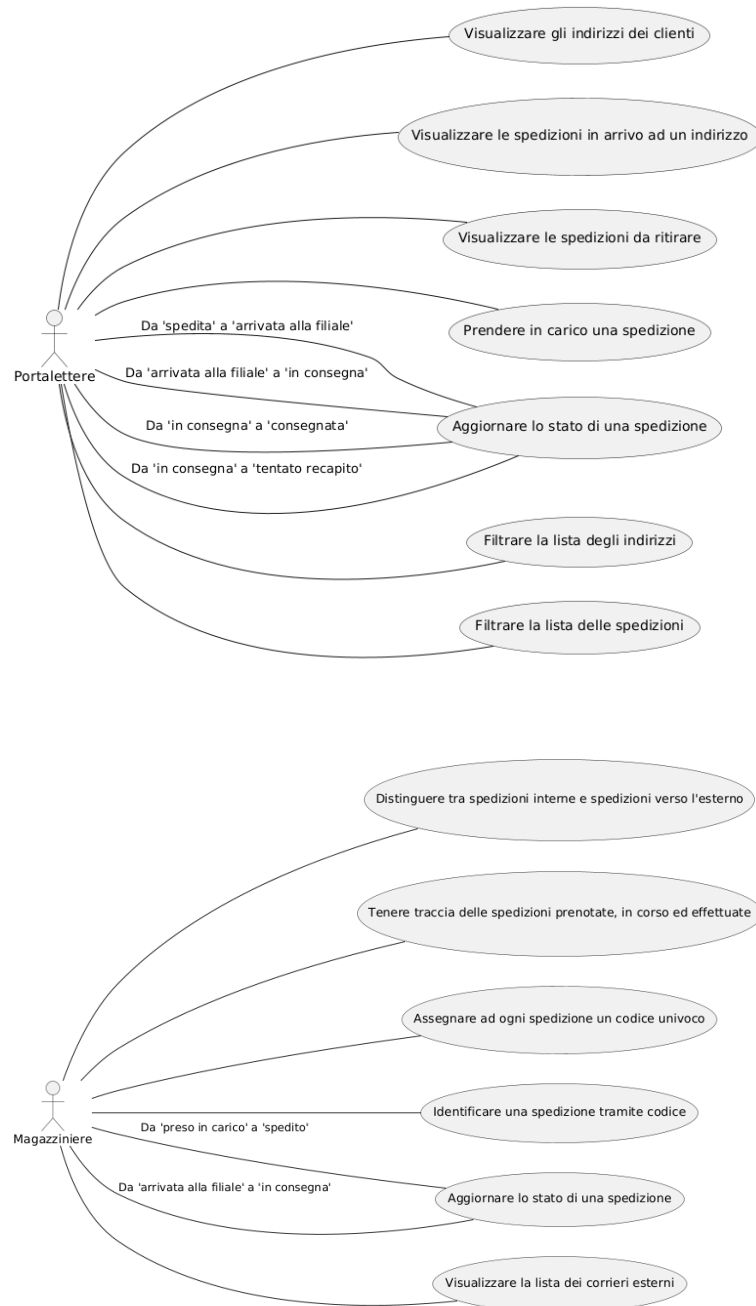 Visualizzare gli indirizzi dei clienti
Visualizzare le spedizioni in arrivo ad un indirizzo
Visualizzare le spedizioni da ritirare
Prendere in carico una spedizione
Da 'spedita' a 'arrivata alla filiale'
Portalettere
Da 'arrivata alla filiale' a 'in consegna'
Da 'in consegna' a 'consegnata'
Aggiornare lo stato di una spedizione
Da 'in consegna' a 'tentato recapito'
Filtrare la lista degli indirizzi
Filtrare la lista delle spedizioni
Distinguere tra spedizioni interne e spedizioni verso l'esterno
Tenere traccia delle spedizioni prenotate, in corso ed effettuate
Assegnare ad ogni spedizione un codice univoco
Identificare una spedizione tramite codice
Magazziniere
Da 'preso in carico' a 'spedito'
Da 'arrivata alla filiale' a 'in consegna'
Aggiornare lo stato di una spedizione
Visualizzare la lista dei corrieri esterni